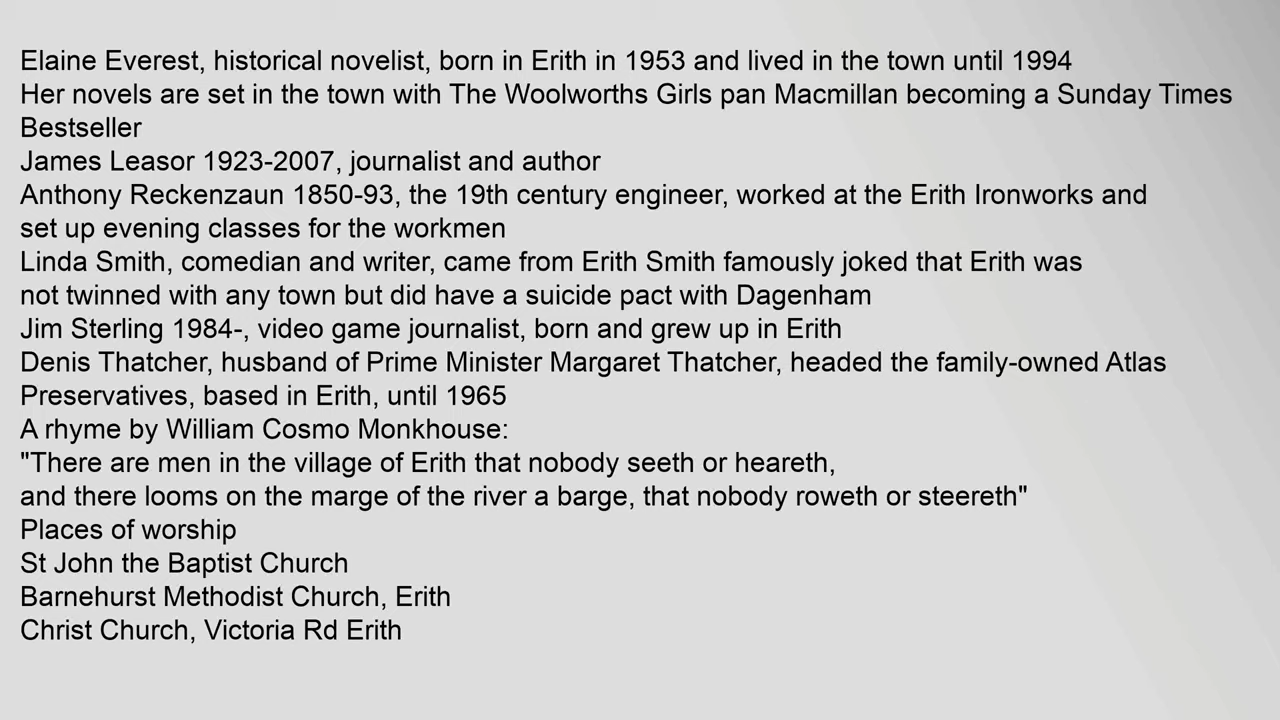 Elaine Everest, historical novelist, born in Erith in 1953 and lived in the town until 1994
Her novels are set in the town with The Woolworths Girls pan Macmillan becoming a Sunday Times
Bestseller
James Leasor 1923-2007, journalist and author
Anthony Reckenzaun 1850-93, the 19th century engineer, worked at the Erith Ironworks and
set up evening classes for the workmen
Linda Smith, comedian and writer, came from Erith Smith famously joked that Erith was
not twinned with any town but did have a suicide pact with Dagenham
Jim Sterling 1984-, video game journalist, born and grew up in Erith
Denis Thatcher, husband of Prime Minister Margaret Thatcher, headed the family-owned Atlas
Preservatives, based in Erith, until 1965
A rhyme by William Cosmo Monkhouse:
"There are men in the village of Erith that nobody seeth or heareth,
and there looms on the marge of the river a barge, that nobody roweth or steereth"
Places of worship
St John the Baptist Church
Barnehurst Methodist Church, Erith
Christ Church, Victoria Rd Erith